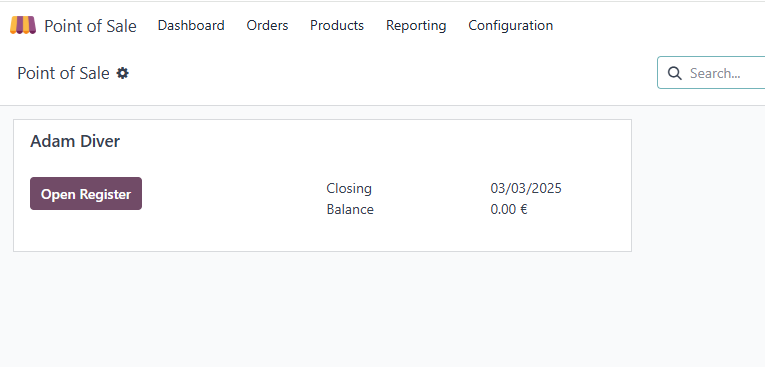 Point of Sale Dashboard Orders Products Reporting Configuration
Point of Sale Search...
Adam Diver
Open Register
Closing 03/03/2025
Balance 0.00 €